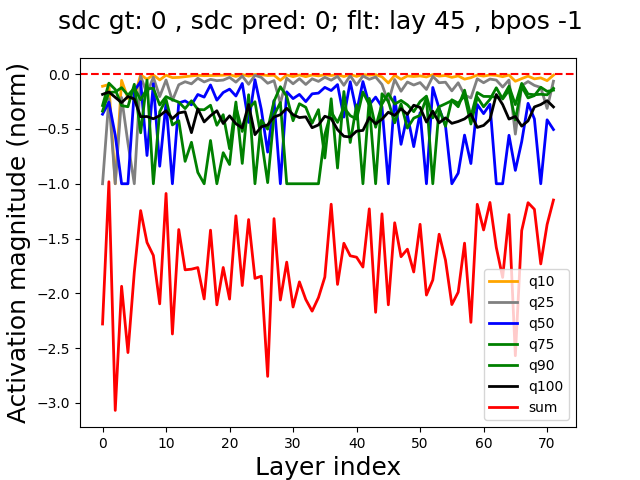 sdc gt: 0 , sdc pred: 0; flt: lay 45 , bpos -1
Activation magnitude (norm)
0.0
−0.5
−1.0
−1.5
−2.0
−2.5
−3.0
0 10 20 30 40 50 60 70
Layer index
q10
q25
q50
q75
q90
q100
sum